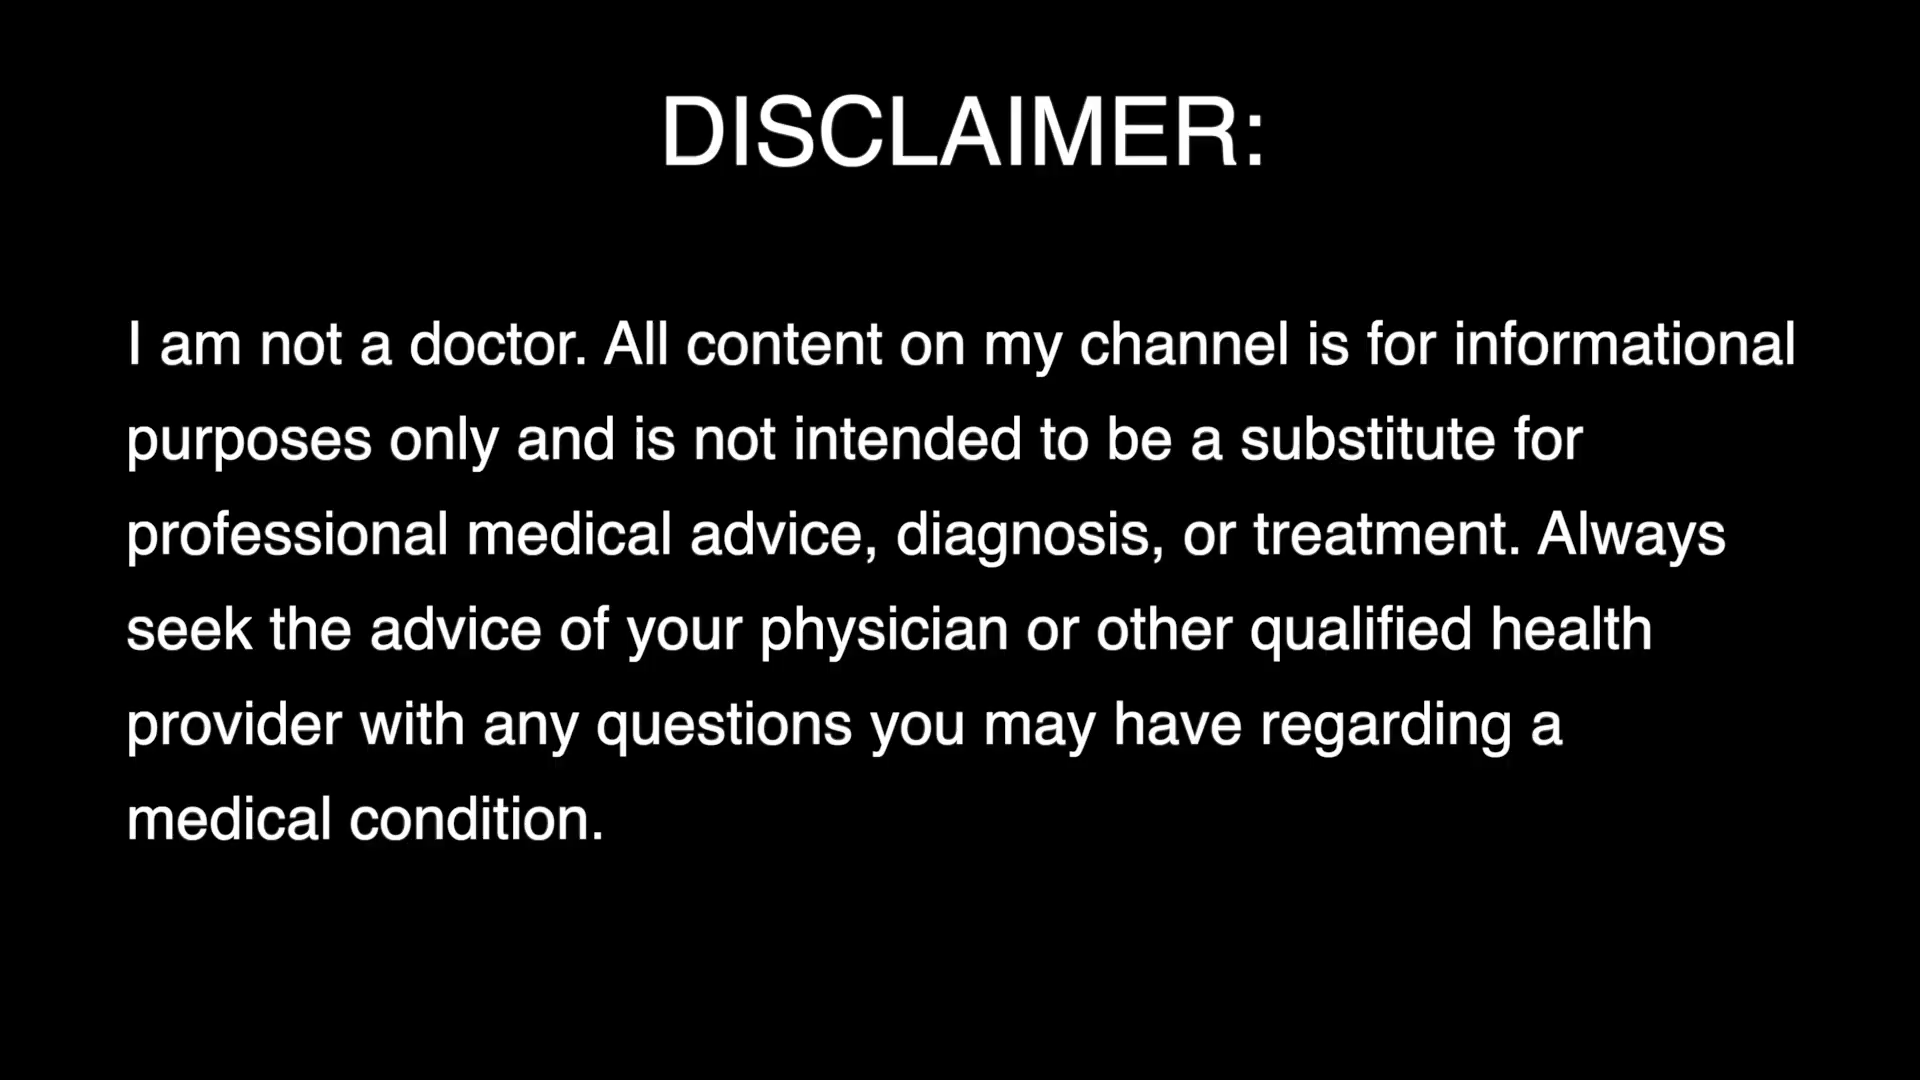 DISCLAIMER:
I am not a doctor. All content on my channel is for informational
purposes only and is not intended to be a substitute for
professional medical advice, diagnosis, or treatment. Always
seek the advice of your physician or other qualified health
provider with any questions you may have regarding a
medical condition.